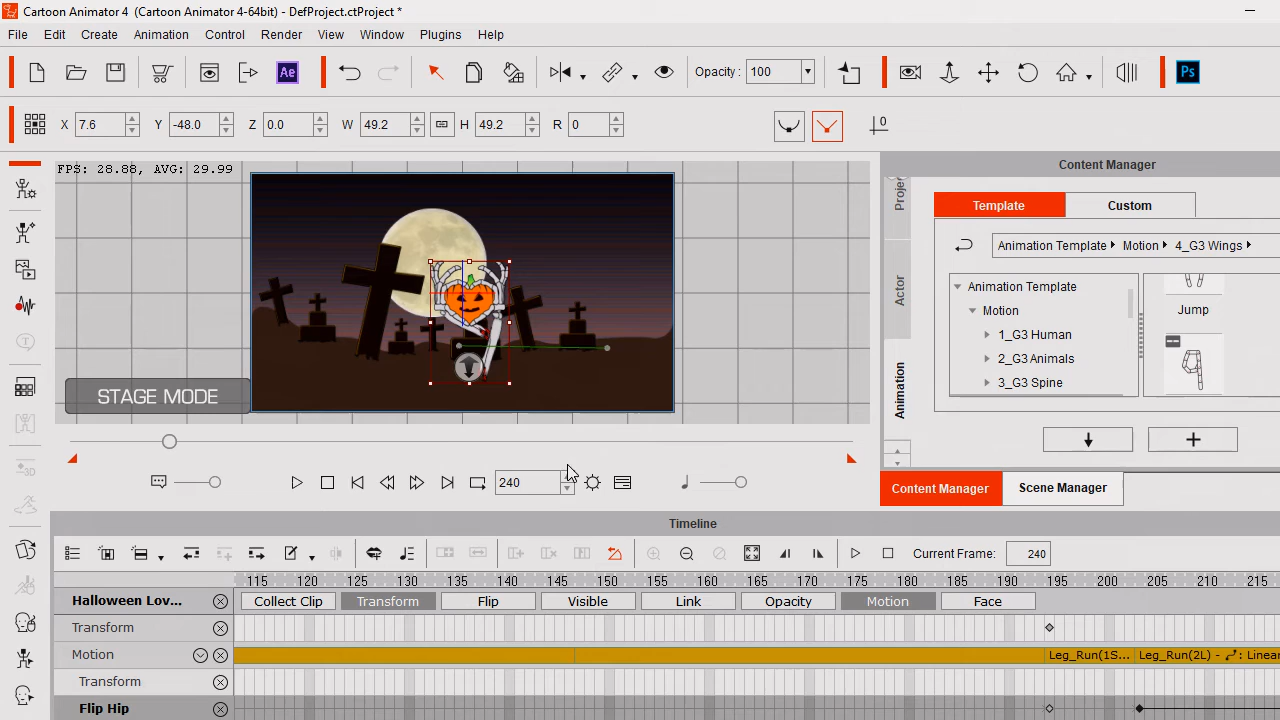 Cartoon Animator 4 (Cartoon Animator 4-64bit) - DefProject.ctProject *
File Edit Create Animation Control Render View Window Plugins Help
Ae Opacity : 100 Ps
X 7.6 Y -48.0 Z 0.0 W 49.2 H 49.2 R 0
Content Manager
FPS: 28.88, AVG: 29.99
Template Custom
Animation Template Motion 4_G3 Wings
Animation Template
Motion
1_G3 Human
2_G3 Animals
3_G3 Spine
Jump
Actor
Animation
STAGE MODE
240
Content Manager Scene Manager
Timeline
Current Frame: 240
115 120 125 130 135 140 145 150 155 160 165 170 175 180 185 190 195 200 205 210 215
Halloween Lov... Collect Clip Transform Flip Visible Link Opacity Motion Face
Transform
Motion Leg_Run(1S... Leg_Run(2L) - : Linear
Transform
Flip Hip